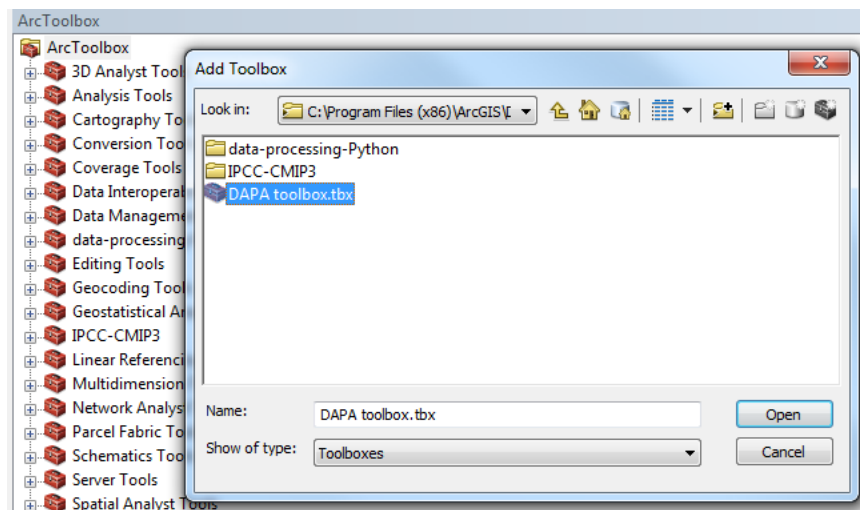 ArcToolbox
ArcToolbox
3D Analyst Tool
Analysis Tools
Cartography To
Conversion Too
Coverage Tools
Data Interoperal
Data Manageme
data-processing
Editing Tools
Geocoding Tool
Geostatistical An
IPCC-CMIP3
Linear Referenci
Multidimension
Network Analys
Parcel Fabric To
Schematics Too
Server Tools
Spatial Analyst Tools
Add Toolbox
Look in: C:\Program Files (x86)\ArcGIS\D
data-processing-Python
IPCC-CMIP3
DAPA toolbox.tbx
Name: DAPA toolbox.tbx Open
Show of type: Toolboxes Cancel